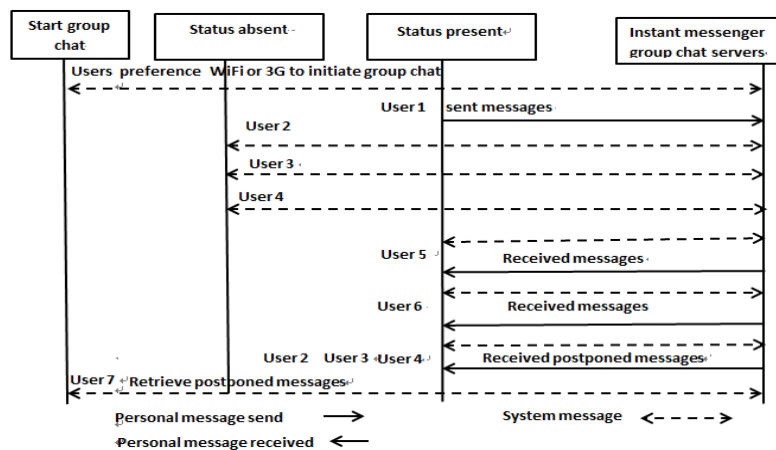 Start group
chat
Status absent
Status present
Instant messenger
group chat servers
Users preference WiFi or 3G to initiate group chat
User 1 sent messages
User 2
User 3
User 4
User 5 Received messages
User 6 Received messages
User 2 User 3 User 4 Received postponed messages
User 7 Retrieve postponed messages
Personal message send
System message
Personal message received